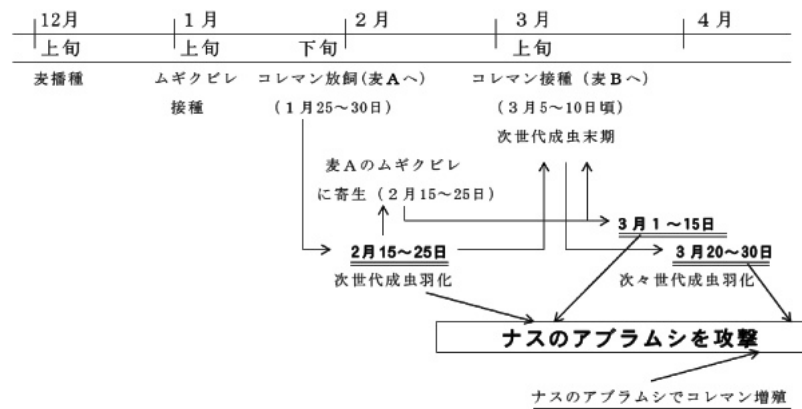 12月 1月 2月 3月 4月
上旬 上旬 下旬 上旬
麦播種 ムギクビレ コレマン放飼(麦Aへ) コレマン接種(麦Bへ)
接種 (1月25～30日) (3月5～10日頃)
次世代成虫末期
麦Aのムギクビレ
に寄生(2月15～25日)
3月1～15日
2月15～25日 3月20～30日
次世代成虫羽化 次々世代成虫羽化
ナスのアブラムシを攻撃
ナスのアブラムシでコレマン増殖